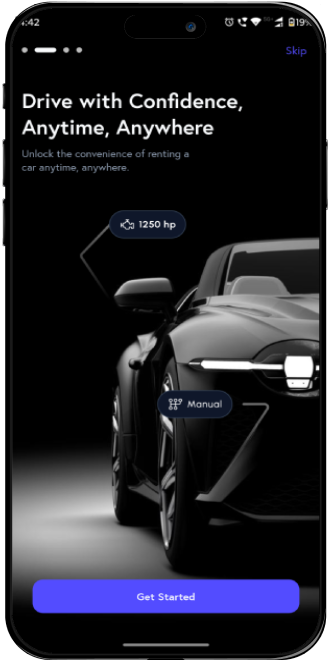 :42
19%
Skip
Drive with Confidence,
Anytime, Anywhere
Unlock the convenience of renting a
car anytime, anywhere.
1250 hp
Manual
Get Started